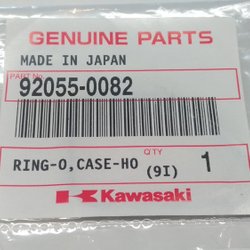 GENUINE PARTS
MADE IN JAPAN
PART No.
92055-0082
RING-O,CASE-HO
Q'TY
(9I)
1
Kawasaki